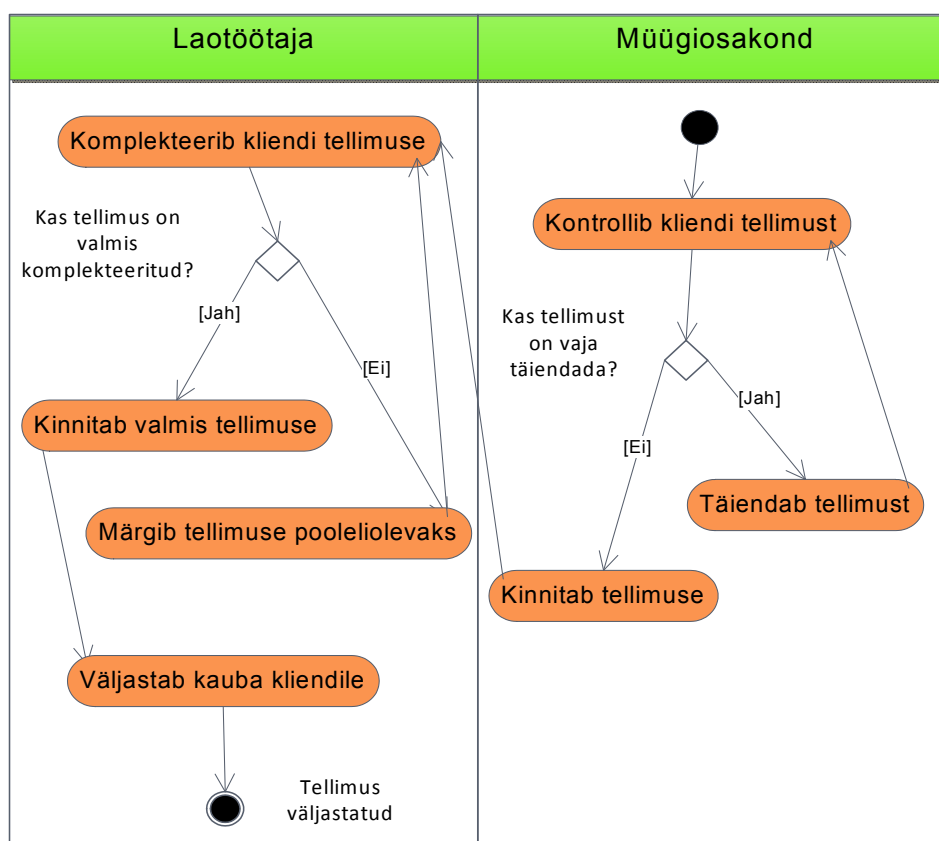 Laotöötaja
Müügiosakond
Komplekteerib kliendi tellimuse
Kas tellimus on
valmis
komplekteeritud?
[Jah]
[Ei]
Kinnitab valmis tellimuse
Märgib tellimuse pooleliolevaks
Väljastab kauba kliendile
Tellimus
väljastatud
Kontrollib kliendi tellimust
Kas tellimust
on vaja
täiendada?
[Jah]
[Ei]
Täiendab tellimust
Kinnitab tellimuse